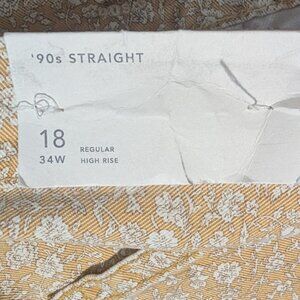 '90s STRAIGHT
18 REGULAR
34W HIGH RISE